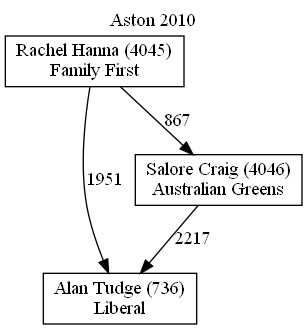 Aston 2010
Rachel Hanna (4045)
Family First
867
1951
Salore Craig (4046)
Australian Greens
2217
Alan Tudge (736)
Liberal